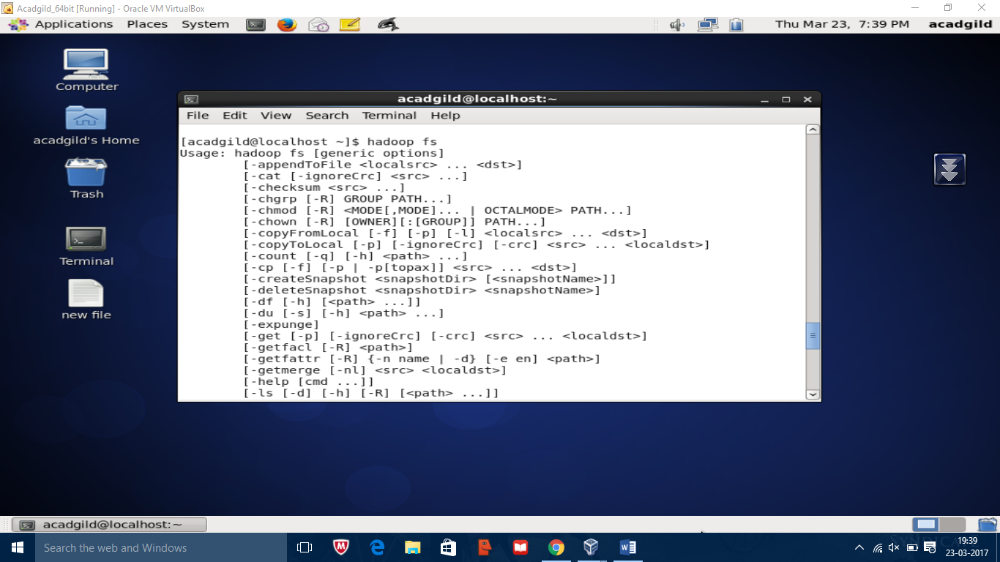 Acadgild_64bit [Running] - Oracle VM VirtualBox
Applications Places System Thu Mar 23, 7:39 PM acadgild
Computer
acadgild's Home
Trash
Terminal
new file
acadgild@localhost:~
File Edit View Search Terminal Help
[acadgild@localhost ~]$ hadoop fs
Usage: hadoop fs [generic options]
[-appendToFile <localsrc> ... <dst>]
[-cat [-ignoreCrc] <src> ...]
[-checksum <src> ...]
[-chgrp [-R] GROUP PATH...]
[-chmod [-R] <MODE[,MODE]... | OCTALMODE> PATH...]
[-chown [-R] [OWNER][:[GROUP]] PATH...]
[-copyFromLocal [-f] [-p] [-l] <localsrc> ... <dst>]
[-copyToLocal [-p] [-ignoreCrc] [-crc] <src> ... <localdst>]
[-count [-q] [-h] <path> ...]
[-cp [-f] [-p | -p[topax]] <src> ... <dst>]
[-createSnapshot <snapshotDir> [<snapshotName>]]
[-deleteSnapshot <snapshotDir> <snapshotName>]
[-df [-h] [<path> ...]]
[-du [-s] [-h] <path> ...]
[-expunge]
[-get [-p] [-ignoreCrc] [-crc] <src> ... <localdst>]
[-getfacl [-R] <path>]
[-getfattr [-R] {-n name | -d} [-e en] <path>]
[-getmerge [-nl] <src> <localdst>]
[-help [cmd ...]]
[-ls [-d] [-h] [-R] [<path> ...]]
acadgild@localhost:~
Search the web and Windows
19:39
23-03-2017